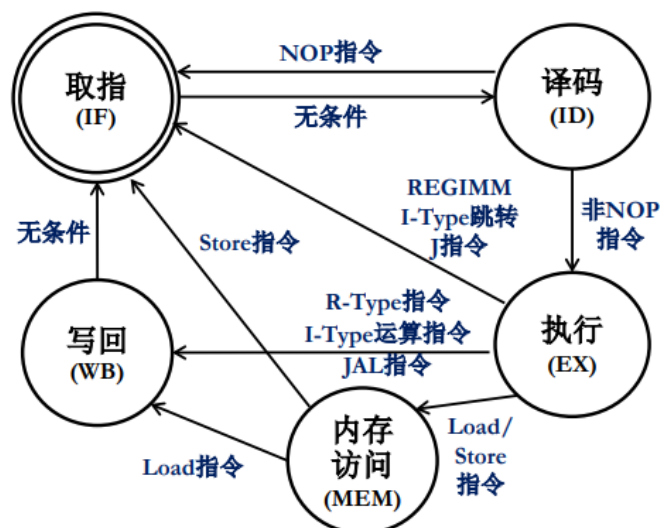 NOP指令
取指
(IF)
译码
(ID)
无条件
REGIMM
I-Type跳转
J指令
非NOP
指令
无条件
Store指令
R-Type指令
I-Type运算指令
JAL指令
写回
(WB)
执行
(EX)
内存
访问
(MEM)
Load/
Store
指令
Load指令